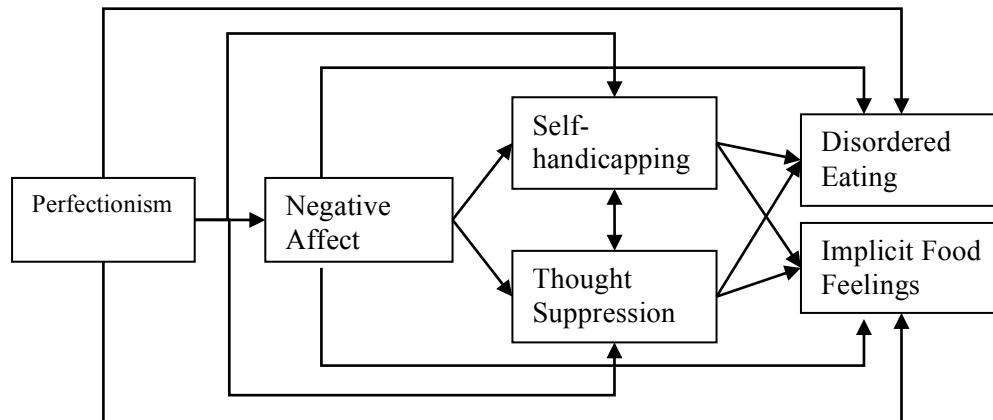 Perfectionism
Negative
Affect
Self-
handicapping
Thought
Suppression
Disordered
Eating
Implicit Food
Feelings